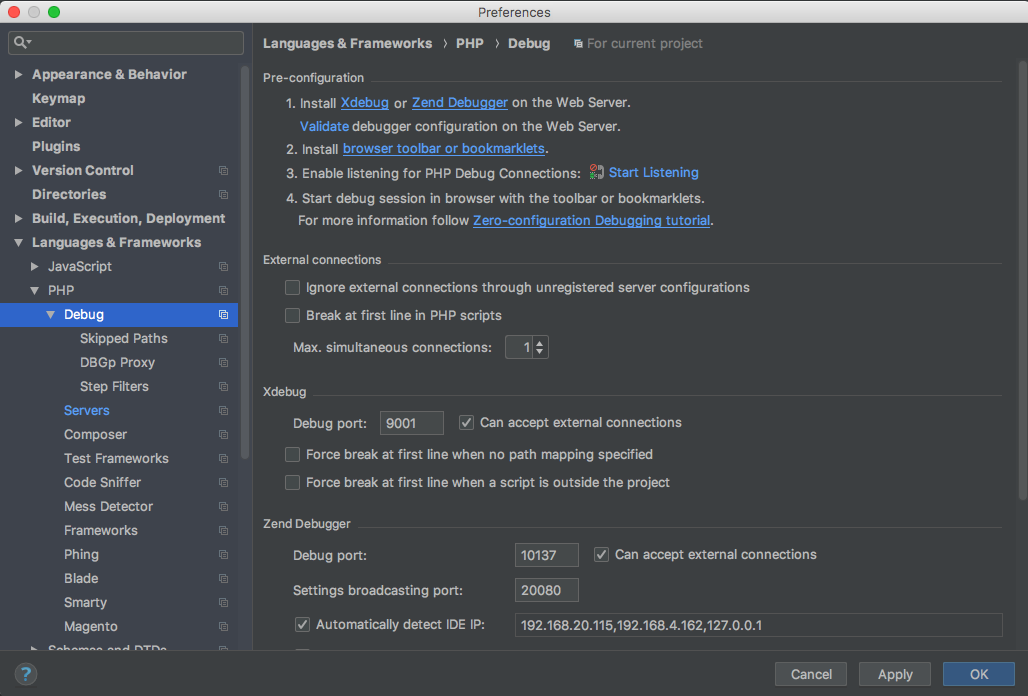 Preferences
Appearance & Behavior
Keymap
Editor
Plugins
Version Control
Directories
Build, Execution, Deployment
Languages & Frameworks
JavaScript
PHP
Debug
Skipped Paths
DBGp Proxy
Step Filters
Servers
Composer
Test Frameworks
Code Sniffer
Mess Detector
Frameworks
Phing
Blade
Smarty
Magento
Schemas and DTDs
Languages & Frameworks › PHP › Debug For current project
Pre-configuration
1. Install Xdebug or Zend Debugger on the Web Server.
Validate debugger configuration on the Web Server.
2. Install browser toolbar or bookmarklets.
3. Enable listening for PHP Debug Connections: Start Listening
4. Start debug session in browser with the toolbar or bookmarklets.
For more information follow Zero-configuration Debugging tutorial.
External connections
Ignore external connections through unregistered server configurations
Break at first line in PHP scripts
Max. simultaneous connections: 1
Xdebug
Debug port: 9001 Can accept external connections
Force break at first line when no path mapping specified
Force break at first line when a script is outside the project
Zend Debugger
Debug port: 10137 Can accept external connections
Settings broadcasting port: 20080
Automatically detect IDE IP: 192.168.20.115,192.168.4.162,127.0.0.1
? Cancel Apply OK